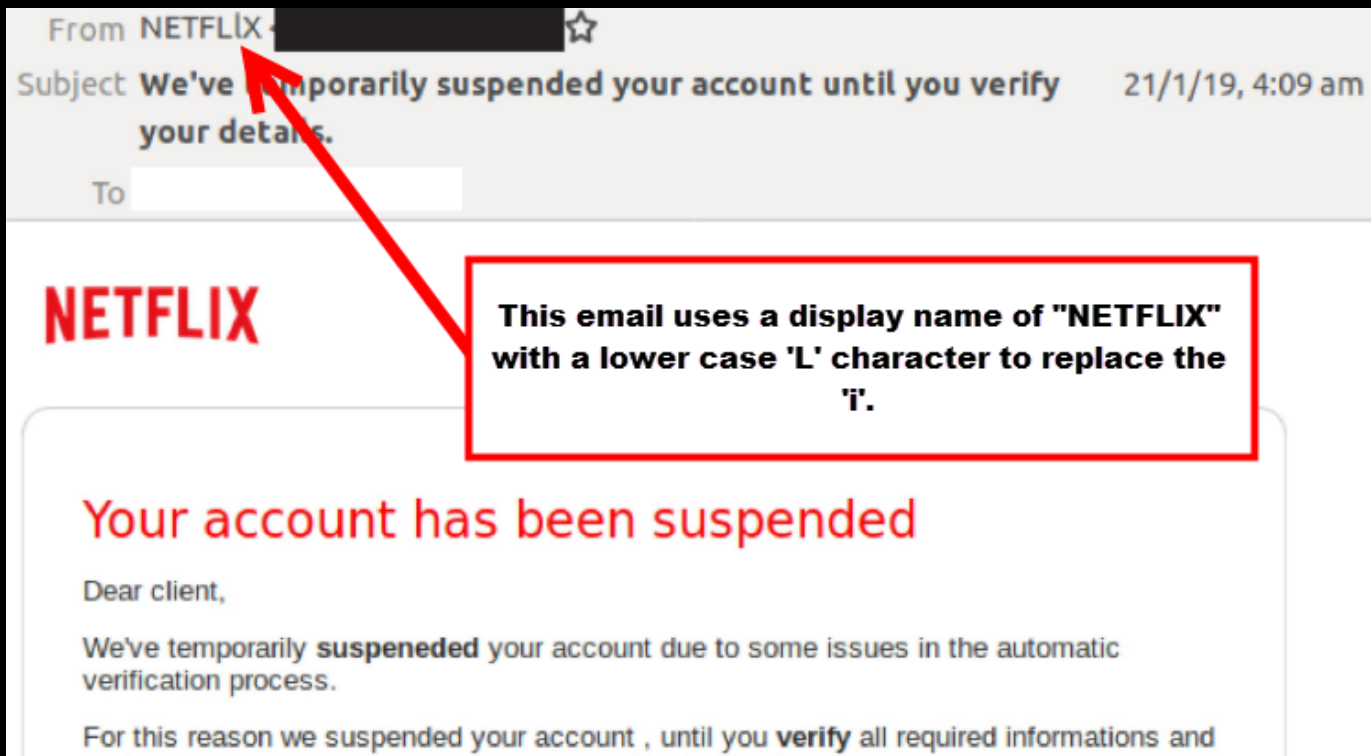 From NETFLlX
Subject We've temporarily suspended your account until you verify 21/1/19, 4:09 am
your details.
To
NETFLIX
This email uses a display name of "NETFLIX"
with a lower case 'L' character to replace the
'i'.
Your account has been suspended
Dear client,
We've temporarily suspeneded your account due to some issues in the automatic
verification process.
For this reason we suspended your account , until you verify all required informations and